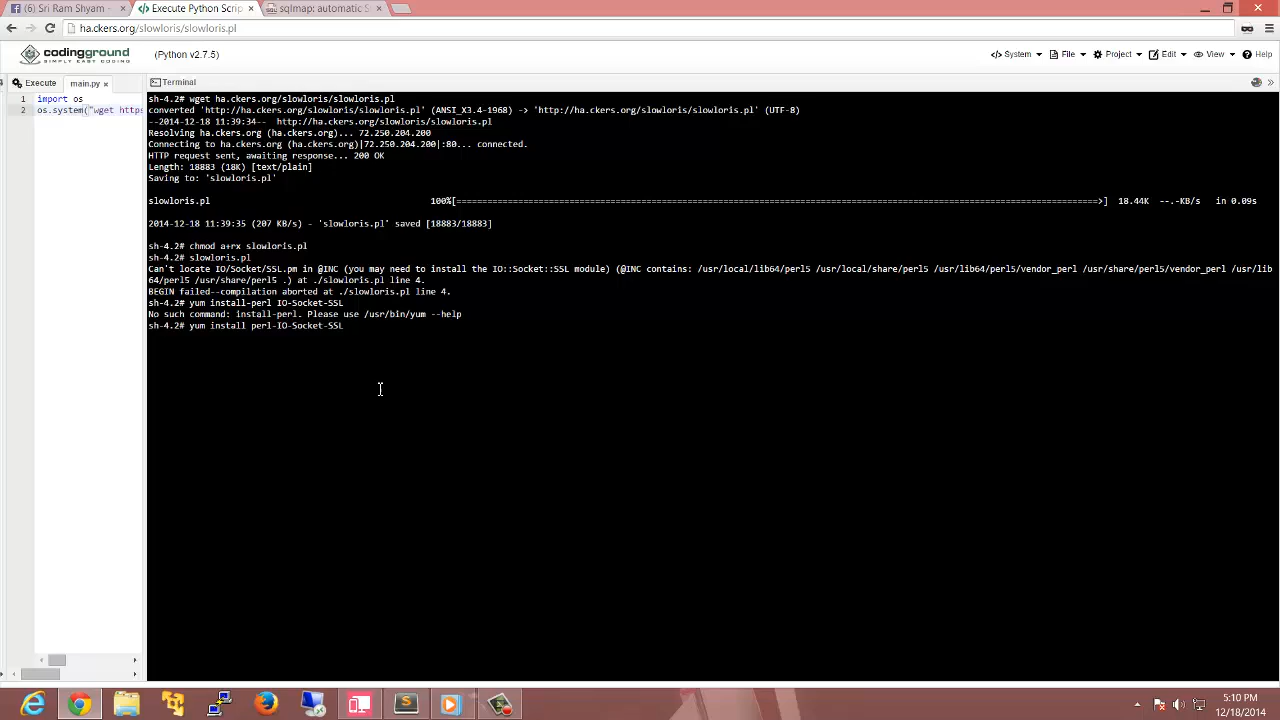 (6) Sri Ram Shyam - × Execute Python Scrip × sqlmap: automatic S ×
ha.ckers.org/slowloris/slowloris.pl
codingground
SIMPLY EASY CODING
(Python v2.7.5)
System File Project Edit View Help
Execute main.py × Terminal
1 import os
2 os.system("wget https
sh-4.2# wget ha.ckers.org/slowloris/slowloris.pl
converted 'http://ha.ckers.org/slowloris/slowloris.pl' (ANSI_X3.4-1968) -> 'http://ha.ckers.org/slowloris/slowloris.pl' (UTF-8)
--2014-12-18 11:39:34--  http://ha.ckers.org/slowloris/slowloris.pl
Resolving ha.ckers.org (ha.ckers.org)... 72.250.204.200
Connecting to ha.ckers.org (ha.ckers.org)|72.250.204.200|:80... connected.
HTTP request sent, awaiting response... 200 OK
Length: 18883 (18K) [text/plain]
Saving to: 'slowloris.pl'
slowloris.pl 100%[=====================================================================================================>] 18.44K --.-KB/s in 0.09s
2014-12-18 11:39:35 (207 KB/s) - 'slowloris.pl' saved [18883/18883]
sh-4.2# chmod a+rx slowloris.pl
sh-4.2# slowloris.pl
Can't locate IO/Socket/SSL.pm in @INC (you may need to install the IO::Socket::SSL module) (@INC contains: /usr/local/lib64/perl5 /usr/local/share/perl5 /usr/lib64/perl5/vendor_perl /usr/share/perl5/vendor_perl /usr/lib
64/perl5 /usr/share/perl5 .) at ./slowloris.pl line 4.
BEGIN failed--compilation aborted at ./slowloris.pl line 4.
sh-4.2# yum install-perl IO-Socket-SSL
No such command: install-perl. Please use /usr/bin/yum --help
sh-4.2# yum install perl-IO-Socket-SSL
5:10 PM
12/18/2014